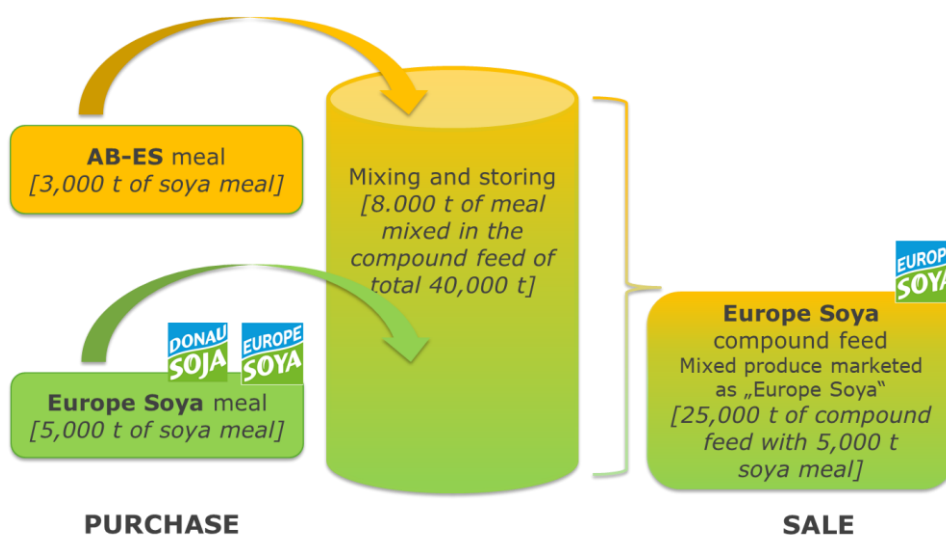 AB-ES meal
[3,000 t of soya meal]
Mixing and storing
[8.000 t of meal
mixed in the
compound feed of
total 40,000 t]
DONAU
SOJA
EUROPE
SOYA
Europe Soya meal
[5,000 t of soya meal]
EUROPE
SOYA
Europe Soya
compound feed
Mixed produce marketed
as „Europe Soya“
[25,000 t of compound
feed with 5,000 t
soya meal]
PURCHASE
SALE